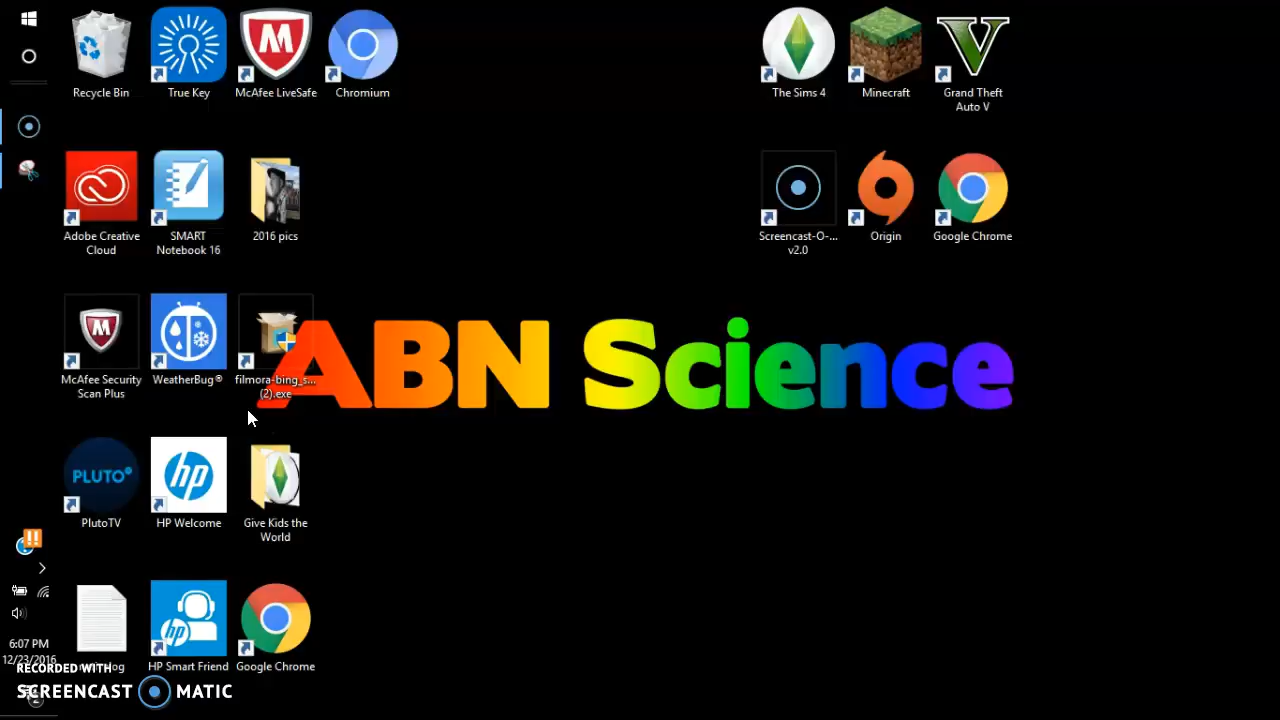 Recycle Bin
True Key
McAfee LiveSafe
Chromium
The Sims 4
Minecraft
Grand Theft
Auto V
Adobe Creative
Cloud
SMART
Notebook 16
2016 pics
Screencast-O-...
v2.0
Origin
Google Chrome
ABN Science
McAfee Security
Scan Plus
WeatherBug®
filmora-bing_s...
(2).exe
PLUTO
hp
PlutoTV
HP Welcome
Give Kids the
World
hp
HP Smart Friend
Google Chrome
6:07 PM
12/23/2016
RECORDED WITH
SCREENCAST MATIC